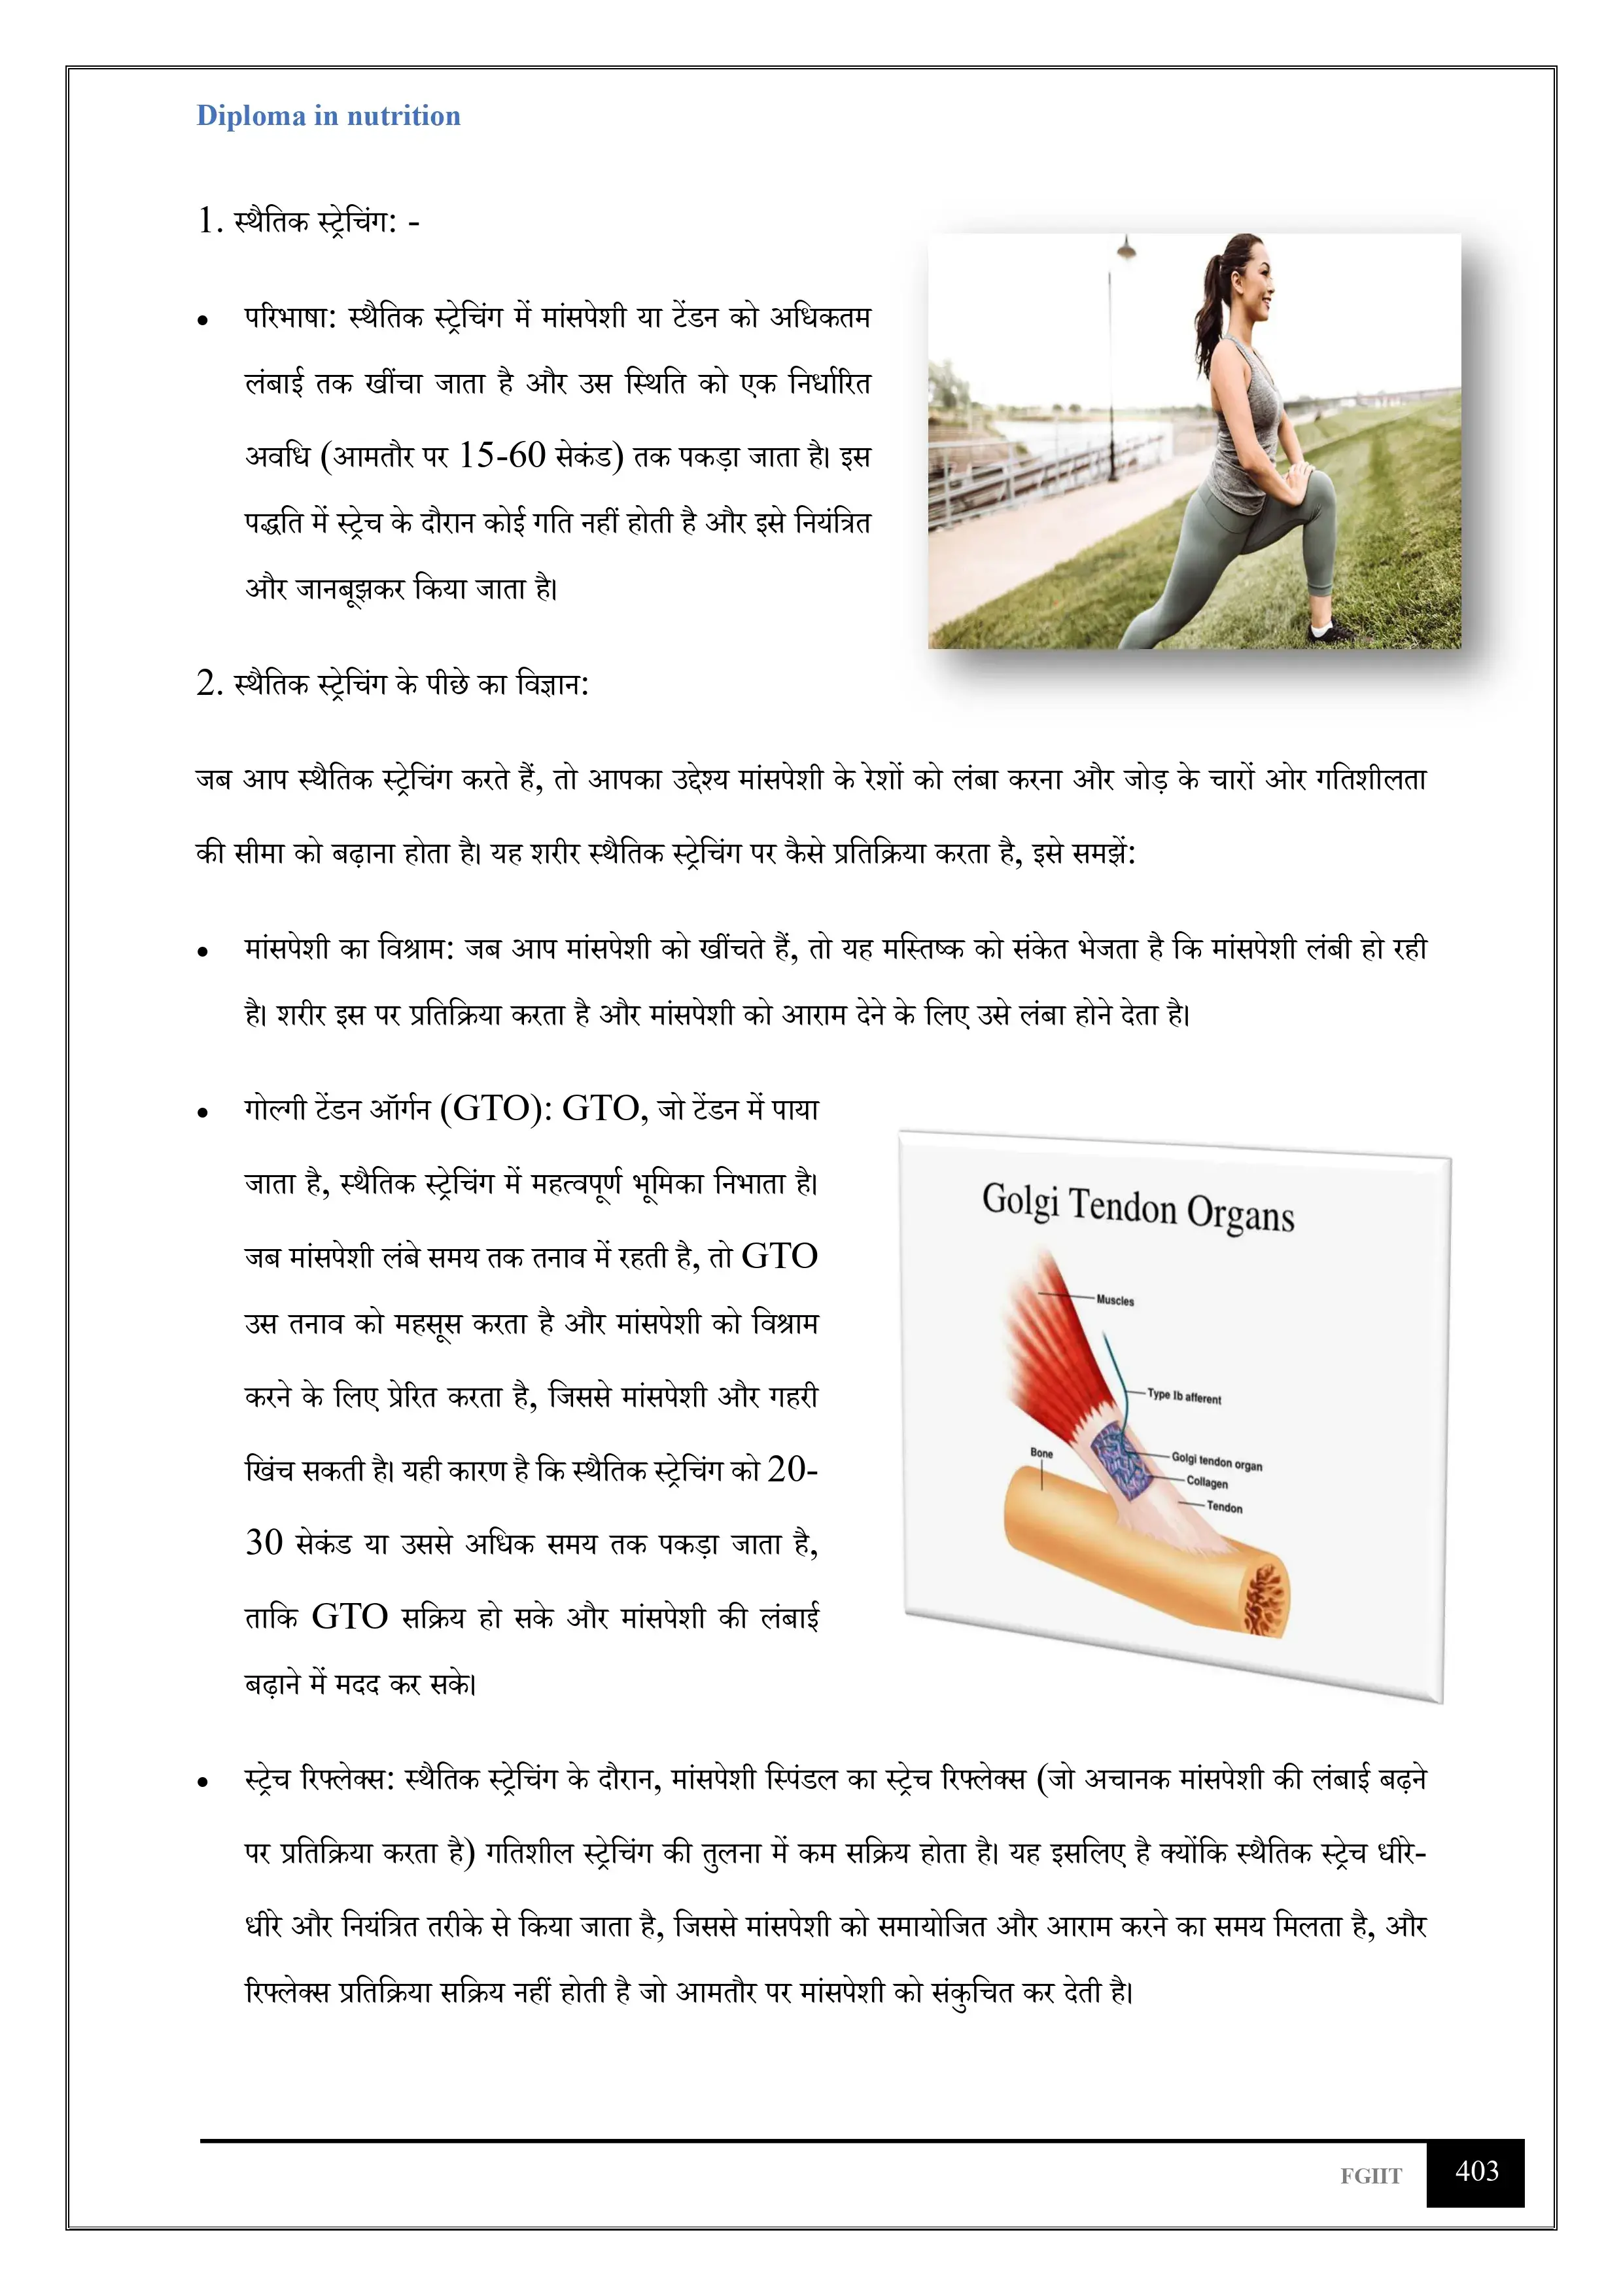 Diploma in nutrition
1. स्थैतिक स्ट्रेचिंग: -
• परिभाषा: स्थैतिक स्ट्रेचिंग में मांसपेशी या टेंडन को अधिकतम
लंबाई तक खींचा जाता है और उस स्थिति को एक निर्धारित
अवधि (आमतौर पर 15-60 सेकंड) तक पकड़ा जाता है। इस
पद्धति में स्ट्रेच के दौरान कोई गति नहीं होती है और इसे नियंत्रित
और जानबूझकर किया जाता है।
2. स्थैतिक स्ट्रेचिंग के पीछे का विज्ञान:
जब आप स्थैतिक स्ट्रेचिंग करते हैं, तो आपका उद्देश्य मांसपेशी के रेशों को लंबा करना और जोड़ के चारों ओर गतिशीलता
की सीमा को बढ़ाना होता है। यह शरीर स्थैतिक स्ट्रेचिंग पर कैसे प्रतिक्रिया करता है, इसे समझें:
• मांसपेशी का विश्राम: जब आप मांसपेशी को खींचते हैं, तो यह मस्तिष्क को संकेत भेजता है कि मांसपेशी लंबी हो रही
है। शरीर इस पर प्रतिक्रिया करता है और मांसपेशी को आराम देने के लिए उसे लंबा होने देता है।
• गोल्गी टेंडन ऑर्गन (GTO): GTO, जो टेंडन में पाया
जाता है, स्थैतिक स्ट्रेचिंग में महत्वपूर्ण भूमिका निभाता है।
जब मांसपेशी लंबे समय तक तनाव में रहती है, तो GTO
उस तनाव को महसूस करता है और मांसपेशी को विश्राम
करने के लिए प्रेरित करता है, जिससे मांसपेशी और गहरी
खिंच सकती है। यही कारण है कि स्थैतिक स्ट्रेचिंग को 20-
30 सेकंड या उससे अधिक समय तक पकड़ा जाता है,
ताकि GTO सक्रिय हो सके और मांसपेशी की लंबाई
बढ़ाने में मदद कर सके।
Golgi Tendon Organs
Muscles
Type Ib afferent
Bone
Golgi tendon organ
Collagen
Tendon
• स्ट्रेच रिफ्लेक्स: स्थैतिक स्ट्रेचिंग के दौरान, मांसपेशी स्पिंडल का स्ट्रेच रिफ्लेक्स (जो अचानक मांसपेशी की लंबाई बढ़ने
पर प्रतिक्रिया करता है) गतिशील स्ट्रेचिंग की तुलना में कम सक्रिय होता है। यह इसलिए है क्योंकि स्थैतिक स्ट्रेच धीरे-
धीरे और नियंत्रित तरीके से किया जाता है, जिससे मांसपेशी को समायोजित और आराम करने का समय मिलता है, और
रिफ्लेक्स प्रतिक्रिया सक्रिय नहीं होती है जो आमतौर पर मांसपेशी को संकुचित कर देती है।
FGIIT 403